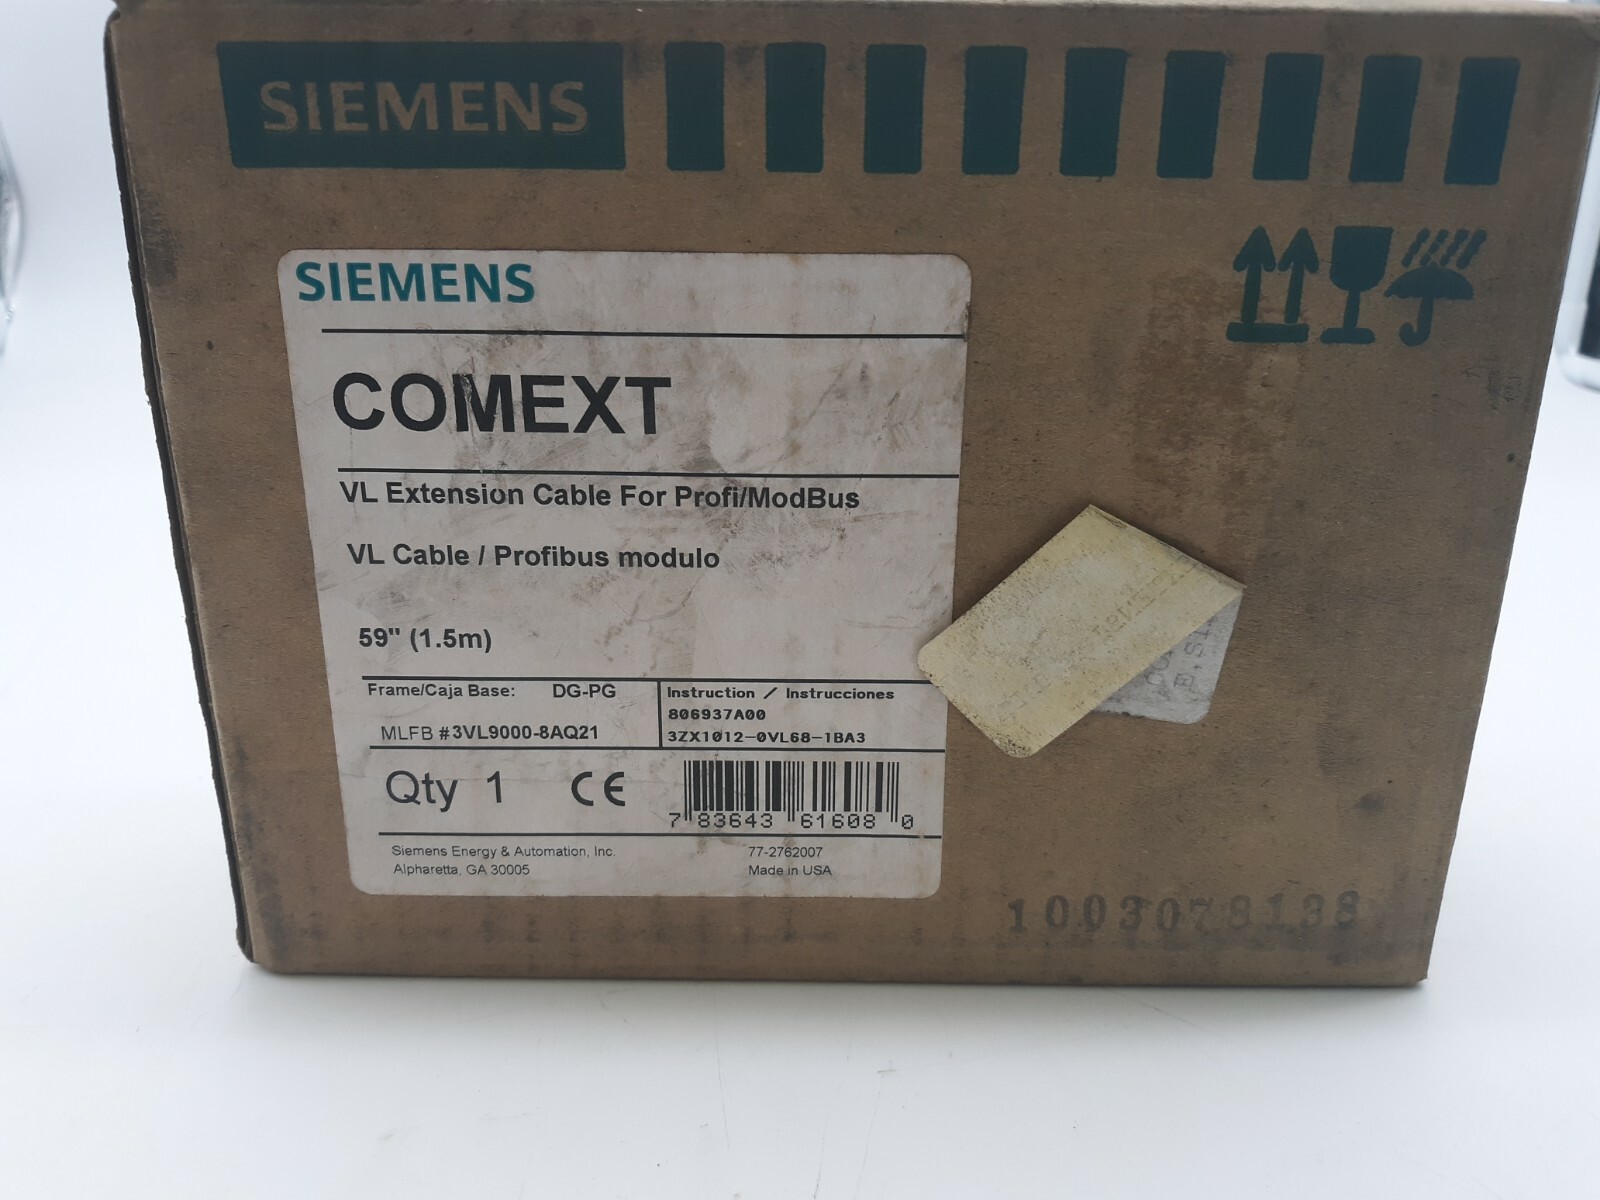 SIEMENS
SIEMENS
COMEXT
VL Extension Cable For Profi/ModBus
VL Cable / Profibus modulo
59" (1.5m)
Frame/Caja Base: DG-PG
MLFB #3VL9000-8AQ21
Instruction / Instrucciones
806937A00
3ZX1012-0VL68-1BA3
Qty 1 CE
7 83643 61608 0
Siemens Energy & Automation, Inc.
Alpharetta, GA 30005
77-2762007
Made in USA
1003078138